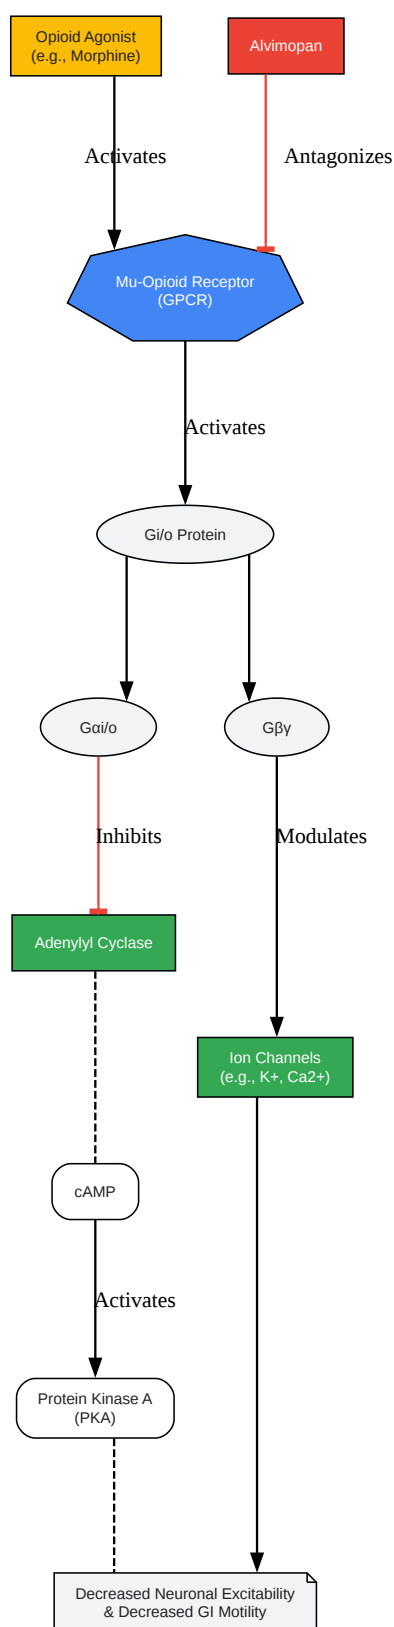 Opioid Agonist
(e.g., Morphine)
Alvimopan
Activates
Antagonizes
Mu-Opioid Receptor
(GPCR)
Activates
Gi/o Protein
Gαi/o
Gβγ
Inhibits
Modulates
Adenylyl Cyclase
Ion Channels
(e.g., K+, Ca2+)
cAMP
Activates
Protein Kinase A
(PKA)
Decreased Neuronal Excitability
& Decreased GI Motility